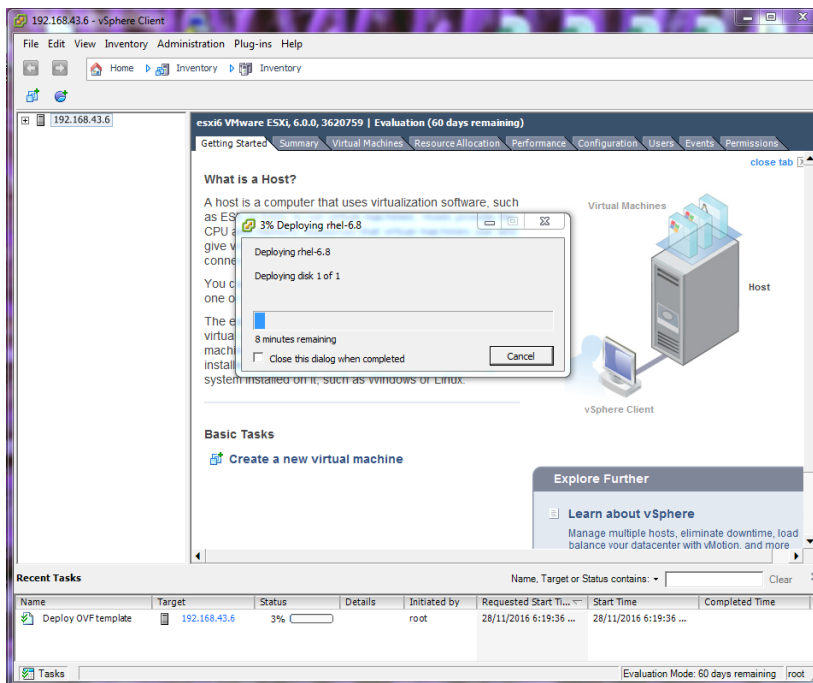 192.168.43.6 - vSphere Client
File Edit View Inventory Administration Plug-ins Help
Home Inventory Inventory
192.168.43.6
esxi6 VMware ESXi, 6.0.0, 3620759 | Evaluation (60 days remaining)
Getting Started Summary Virtual Machines Resource Allocation Performance Configuration Users Events Permissions
close tab
What is a Host?
A host is a computer that uses virtualization software, such
as ES
CPU a
give v
conne
You c
one o
The e
virtua
machi
install
system installed on it, such as Windows or Linux.
3% Deploying rhel-6.8
Deploying rhel-6.8
Deploying disk 1 of 1
8 minutes remaining
Close this dialog when completed
Cancel
Virtual Machines
Host
vSphere Client
Basic Tasks
Create a new virtual machine
Explore Further
Learn about vSphere
Manage multiple hosts, eliminate downtime, load
balance your datacenter with vMotion, and more
Recent Tasks
Name, Target or Status contains:
Clear
Name Target Status Details Initiated by Requested Start Ti... Start Time Completed Time
Deploy OVF template 192.168.43.6 3% root 28/11/2016 6:19:36 ... 28/11/2016 6:19:36 ...
Tasks
Evaluation Mode: 60 days remaining root